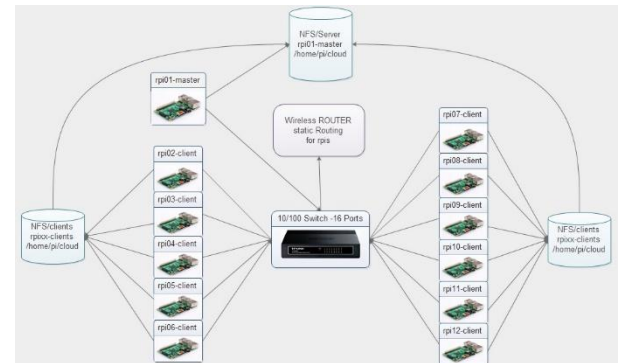 NFS/Server
rpi01-master
/home/pi/cloud
rpi01-master
Wireless ROUTER
static Routing
for rpis
rpi02-client
rpi03-client
rpi04-client
rpi05-client
rpi06-client
NFS/clients
rpixx-clients
/home/pi/cloud
10/100 Switch -16 Ports
rpi07-client
rpi08-client
rpi09-client
rpi10-client
rpi11-client
rpi12-client
NFS/clients
rpixx-clients
/home/pi/cloud